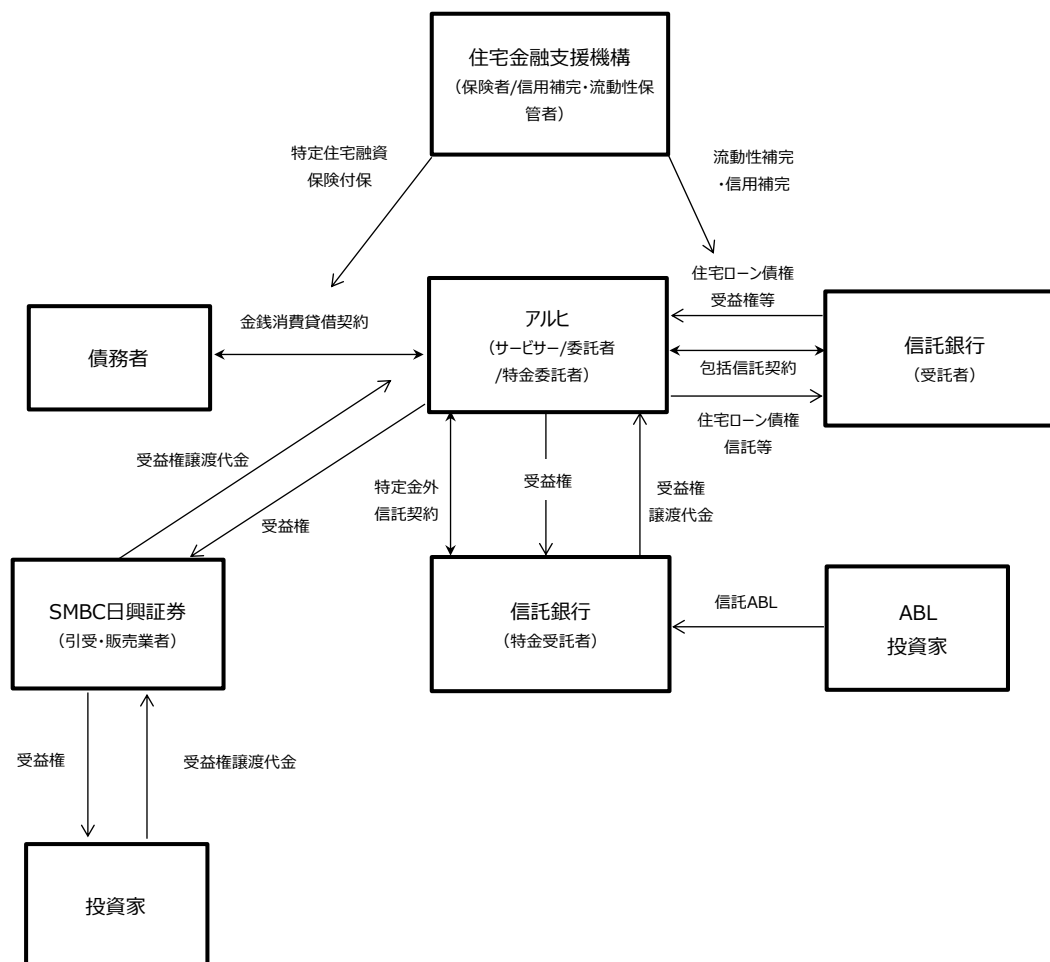 住宅金融支援機構
（保険者/信用補完・流動性保
管者）
特定住宅融資
保険付保
流動性補完
・信用補完
住宅ローン債権
受益権等
金銭消費貸借契約
債務者
アルヒ
（サービサー/委託者
/特金委託者）
信託銀行
（受託者）
包括信託契約
住宅ローン債権
信託等
受益権譲渡代金
受益権
特定金外
信託契約
受益権
受益権
譲渡代金
SMBC日興証券
（引受・販売業者）
信託銀行
（特金受託者）
信託ABL
ABL
投資家
受益権
受益権譲渡代金
投資家